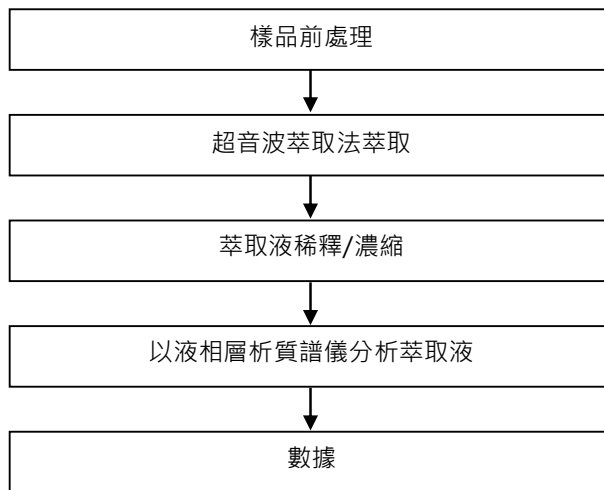 樣品前處理
超音波萃取法萃取
萃取液稀釋/濃縮
以液相層析質譜儀分析萃取液
數據